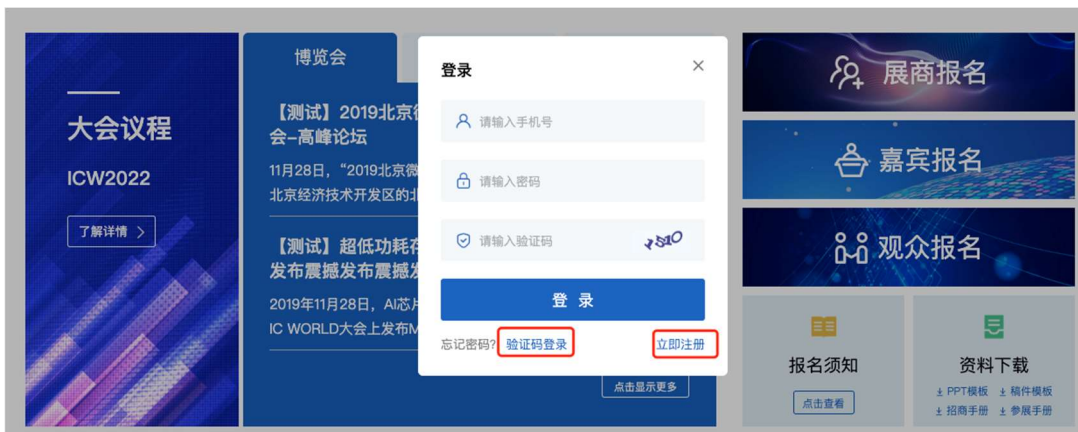 大会议程
ICW2022
了解详情 >
博览会
【测试】2019北京微
会-高峰论坛
11月28日，“2019北京微
北京经济技术开发区的北
【测试】超低功耗存
发布震撼发布震撼发
2019年11月28日，AI芯片
IC WORLD大会上发布M
点击显示更多
登录
请输入手机号
请输入密码
请输入验证码
1510
登 录
忘记密码?
验证码登录
立即注册
展商报名
嘉宾报名
观众报名
报名须知
点击查看
资料下载
PPT模板
稿件模板
招商手册
参展手册